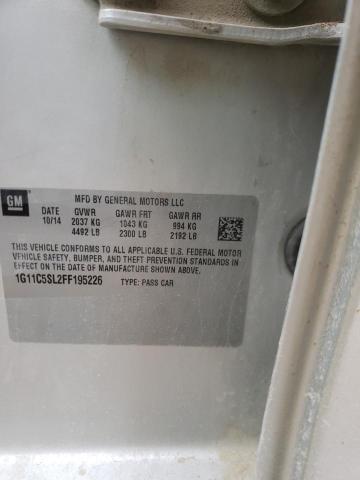 GM
MFD BY GENERAL MOTORS LLC
DATE GVWR GAWR FRT GAWR RR
10/14 2037 KG 1043 KG 994 KG
4492 LB 2300 LB 2192 LB
THIS VEHICLE CONFORMS TO ALL APPLICABLE U.S. FEDERAL MOTOR
VEHICLE SAFETY, BUMPER, AND THEFT PREVENTION STANDARDS IN
EFFECT ON THE DATE OF MANUFACTURE SHOWN ABOVE.
1G11C5SL2FF195226 TYPE: PASS CAR